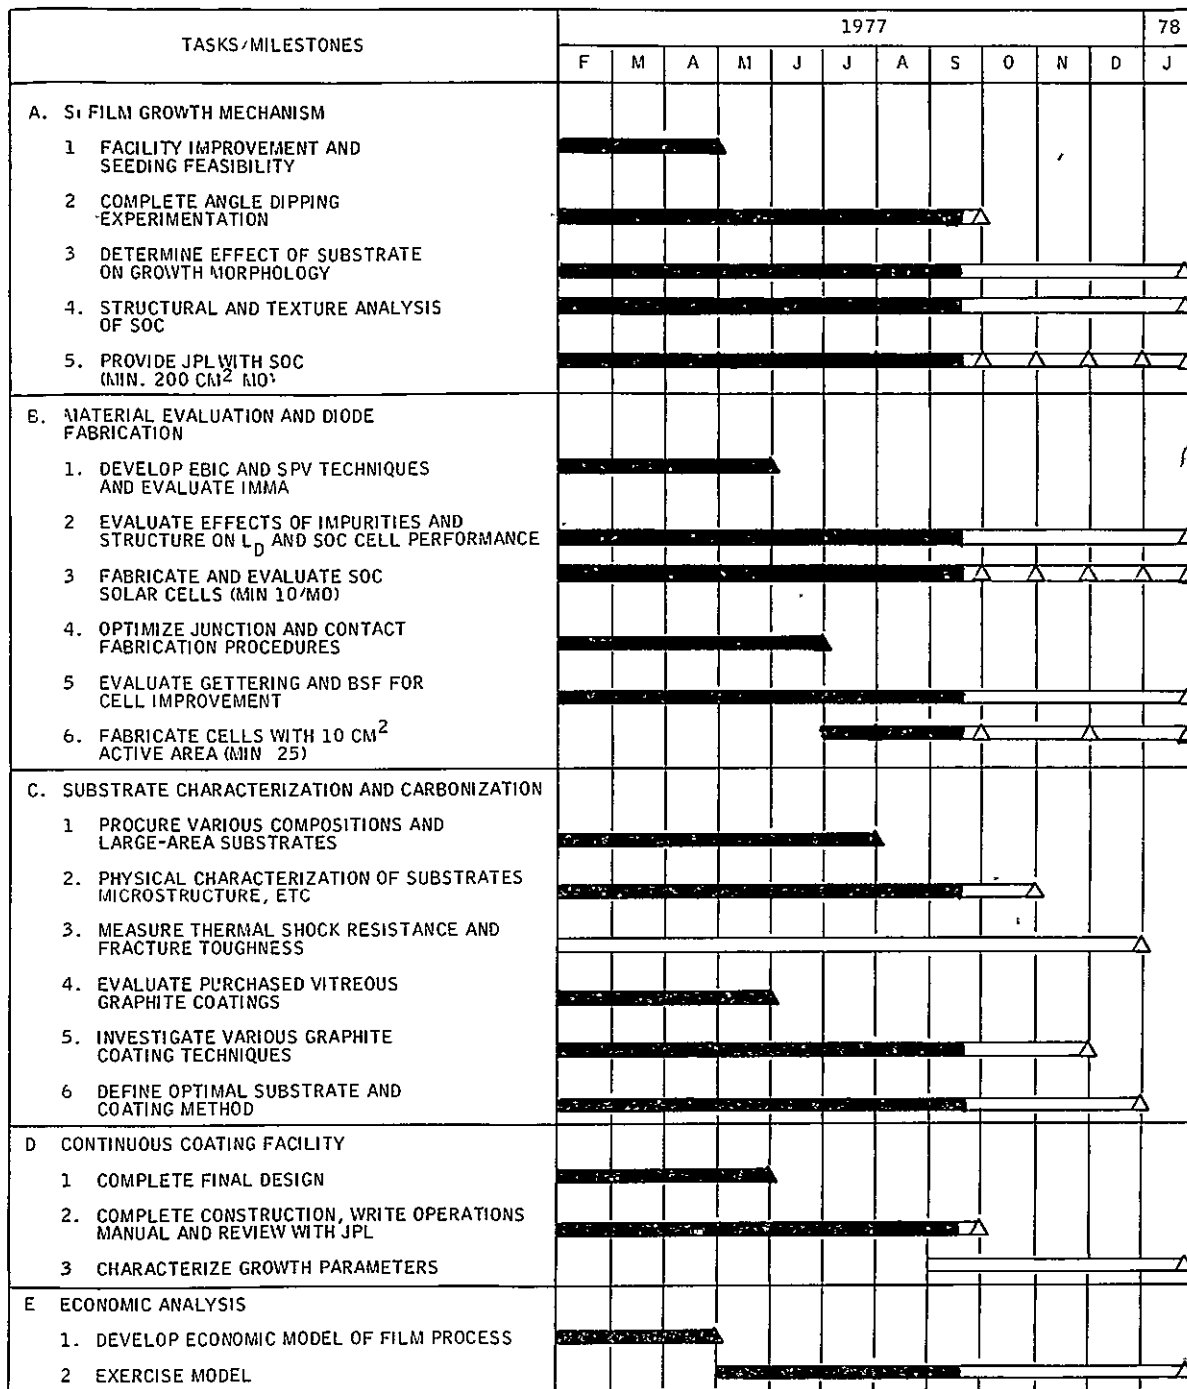 TASKS/MILESTONES
1977
78
F M A M J J A S O N D J
A. Si FILM GROWTH MECHANISM
1 FACILITY IMPROVEMENT AND
SEEDING FEASIBILITY
2 COMPLETE ANGLE DIPPING
EXPERIMENTATION
3 DETERMINE EFFECT OF SUBSTRATE
ON GROWTH MORPHOLOGY
4. STRUCTURAL AND TEXTURE ANALYSIS
OF SOC
5. PROVIDE JPL WITH SOC
(MIN. 200 CM² MO)
B. MATERIAL EVALUATION AND DIODE
FABRICATION
1. DEVELOP EBIC AND SPV TECHNIQUES
AND EVALUATE IMMA
2 EVALUATE EFFECTS OF IMPURITIES AND
STRUCTURE ON L_D AND SOC CELL PERFORMANCE
3 FABRICATE AND EVALUATE SOC
SOLAR CELLS (MIN 10/MO)
4. OPTIMIZE JUNCTION AND CONTACT
FABRICATION PROCEDURES
5 EVALUATE GETTERING AND BSF FOR
CELL IMPROVEMENT
6. FABRICATE CELLS WITH 10 CM²
ACTIVE AREA (MIN 25)
C. SUBSTRATE CHARACTERIZATION AND CARBONIZATION
1 PROCURE VARIOUS COMPOSITIONS AND
LARGE-AREA SUBSTRATES
2. PHYSICAL CHARACTERIZATION OF SUBSTRATES
MICROSTRUCTURE, ETC
3. MEASURE THERMAL SHOCK RESISTANCE AND
FRACTURE TOUGHNESS
4. EVALUATE PURCHASED VITREOUS
GRAPHITE COATINGS
5. INVESTIGATE VARIOUS GRAPHITE
COATING TECHNIQUES
6 DEFINE OPTIMAL SUBSTRATE AND
COATING METHOD
D CONTINUOUS COATING FACILITY
1 COMPLETE FINAL DESIGN
2. COMPLETE CONSTRUCTION, WRITE OPERATIONS
MANUAL AND REVIEW WITH JPL
3 CHARACTERIZE GROWTH PARAMETERS
E ECONOMIC ANALYSIS
1. DEVELOP ECONOMIC MODEL OF FILM PROCESS
2 EXERCISE MODEL